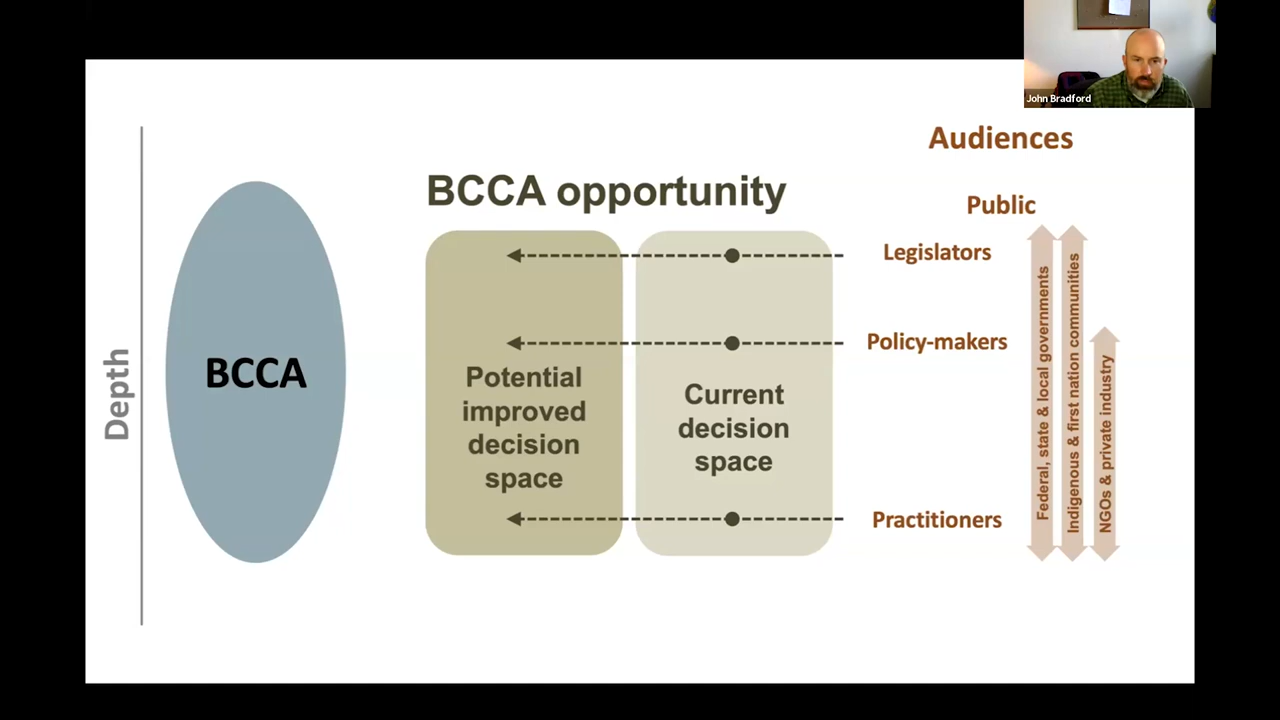 John Bradford
Audiences
BCCA opportunity
Public
Legislators
Policy-makers
Practitioners
Depth
BCCA
Potential
improved
decision
space
Current
decision
space
Federal, state & local governments
Indigenous & first nation communities
NGOs & private industry